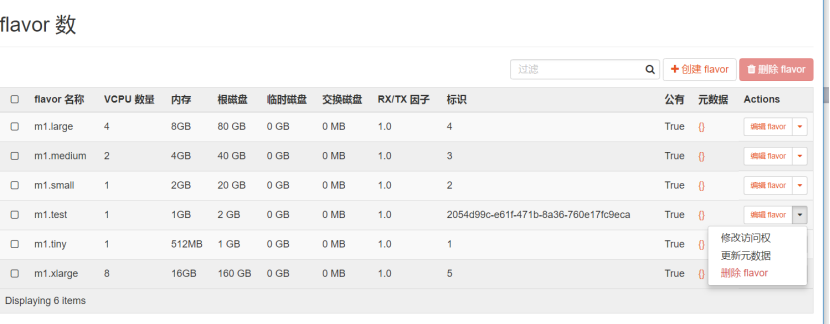 flavor 数
过滤 创建 flavor 删除 flavor
flavor 名称 VCPU 数量 内存 根磁盘 临时磁盘 交换磁盘 RX/TX 因子 标识 公有 元数据 Actions
m1.large 4 8GB 80 GB 0 GB 0 MB 1.0 4 True {} 编辑 flavor
m1.medium 2 4GB 40 GB 0 GB 0 MB 1.0 3 True {} 编辑 flavor
m1.small 1 2GB 20 GB 0 GB 0 MB 1.0 2 True {} 编辑 flavor
m1.test 1 1GB 2 GB 0 GB 0 MB 1.0 2054d99c-e61f-471b-8a36-760e17fc9eca True {} 编辑 flavor
修改访问权
m1.tiny 1 512MB 1 GB 0 GB 0 MB 1.0 1 True {}
更新元数据
m1.xlarge 8 16GB 160 GB 0 GB 0 MB 1.0 5 True {}
删除 flavor
Displaying 6 items